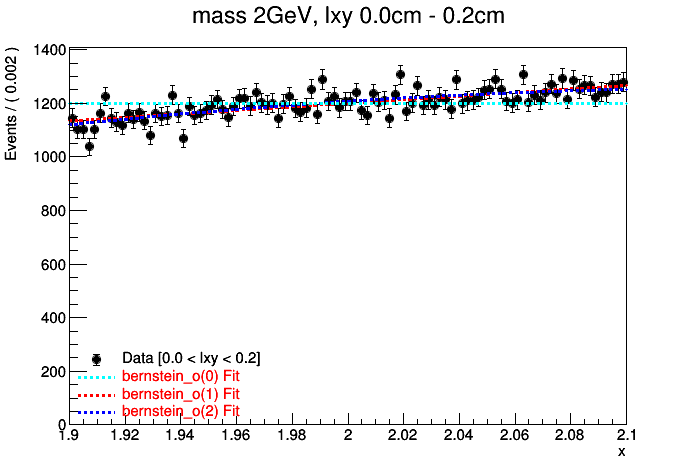 mass 2GeV, lxy 0.0cm - 0.2cm
Events / ( 0.002 )
1400
1200
1000
800
600
400
200
0
Data [0.0 < lxy < 0.2]
bernstein_o(0) Fit
bernstein_o(1) Fit
bernstein_o(2) Fit
1.9 1.92 1.94 1.96 1.98 2 2.02 2.04 2.06 2.08 2.1
x